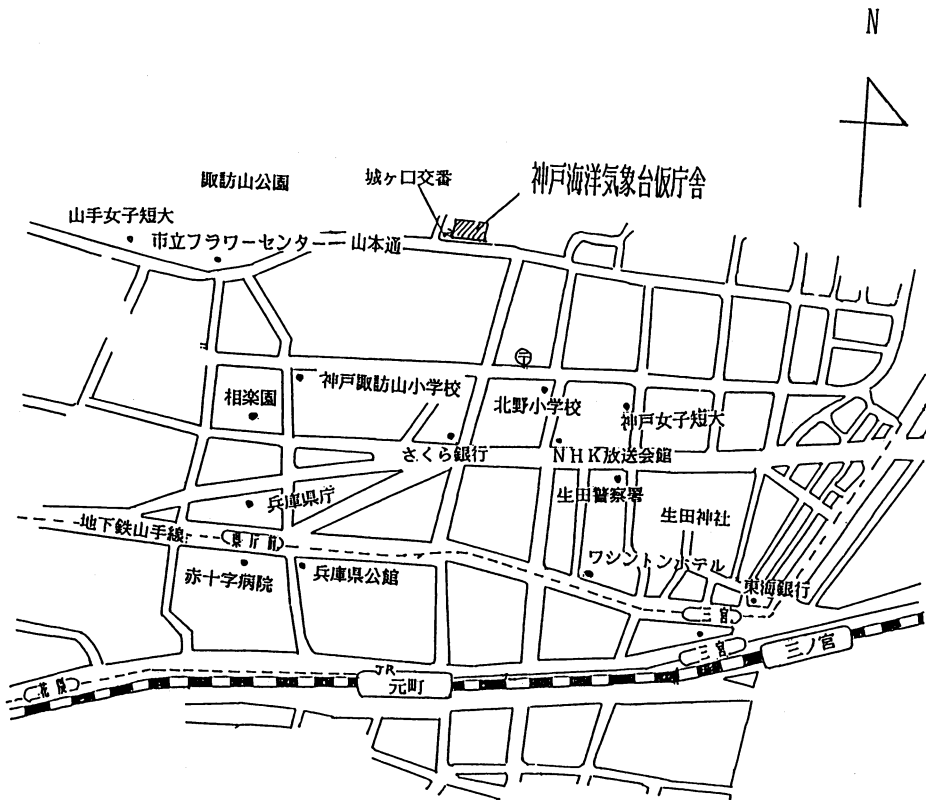 N
神戸海洋気象台仮庁舎
諏訪山公園
城ヶ口交番
山手女子短大
市立フラワーセンター
山本通
〒
神戸諏訪山小学校
相楽園
北野小学校
神戸女子短大
さくら銀行
NHK放送会館
兵庫県庁
生田警察署
生田神社
地下鉄山手線
県庁前
ワシントンホテル
赤十字病院
兵庫県公館
東海銀行
三宮
三宮
三ノ宮
JR
元町
花隈